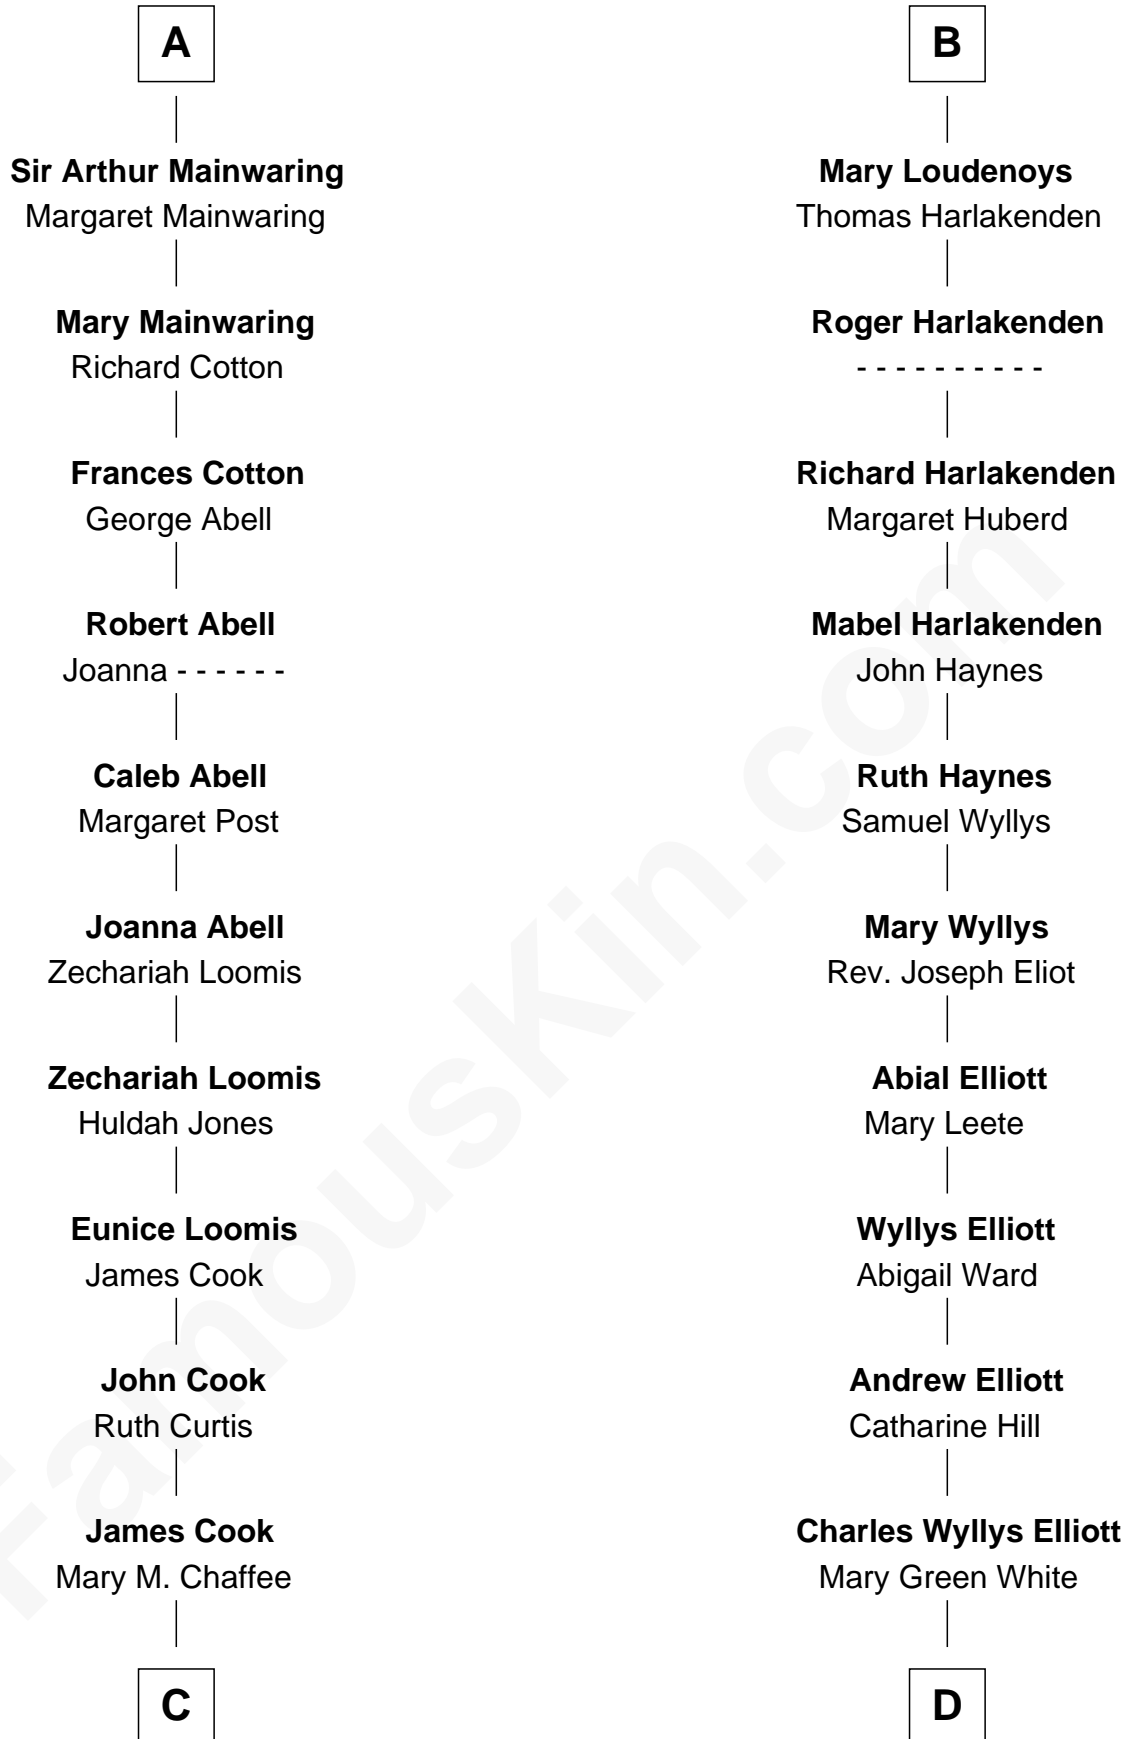 A
Sir Arthur Mainwaring
Margaret Mainwaring
Mary Mainwaring
Richard Cotton
Frances Cotton
George Abell
Robert Abell
Joanna - - - - - -
Caleb Abell
Margaret Post
Joanna Abell
Zechariah Loomis
Zechariah Loomis
Huldah Jones
Eunice Loomis
James Cook
John Cook
Ruth Curtis
James Cook
Mary M. Chaffee
C
B
Mary Loudenoys
Thomas Harlakenden
Roger Harlakenden
- - - - - - - - - -
Richard Harlakenden
Margaret Huberd
Mabel Harlakenden
John Haynes
Ruth Haynes
Samuel Wyllys
Mary Wyllys
Rev. Joseph Eliot
Abial Elliott
Mary Leete
Wyllys Elliott
Abigail Ward
Andrew Elliott
Catharine Hill
Charles Wyllys Elliott
Mary Green White
D
FamousKin.com